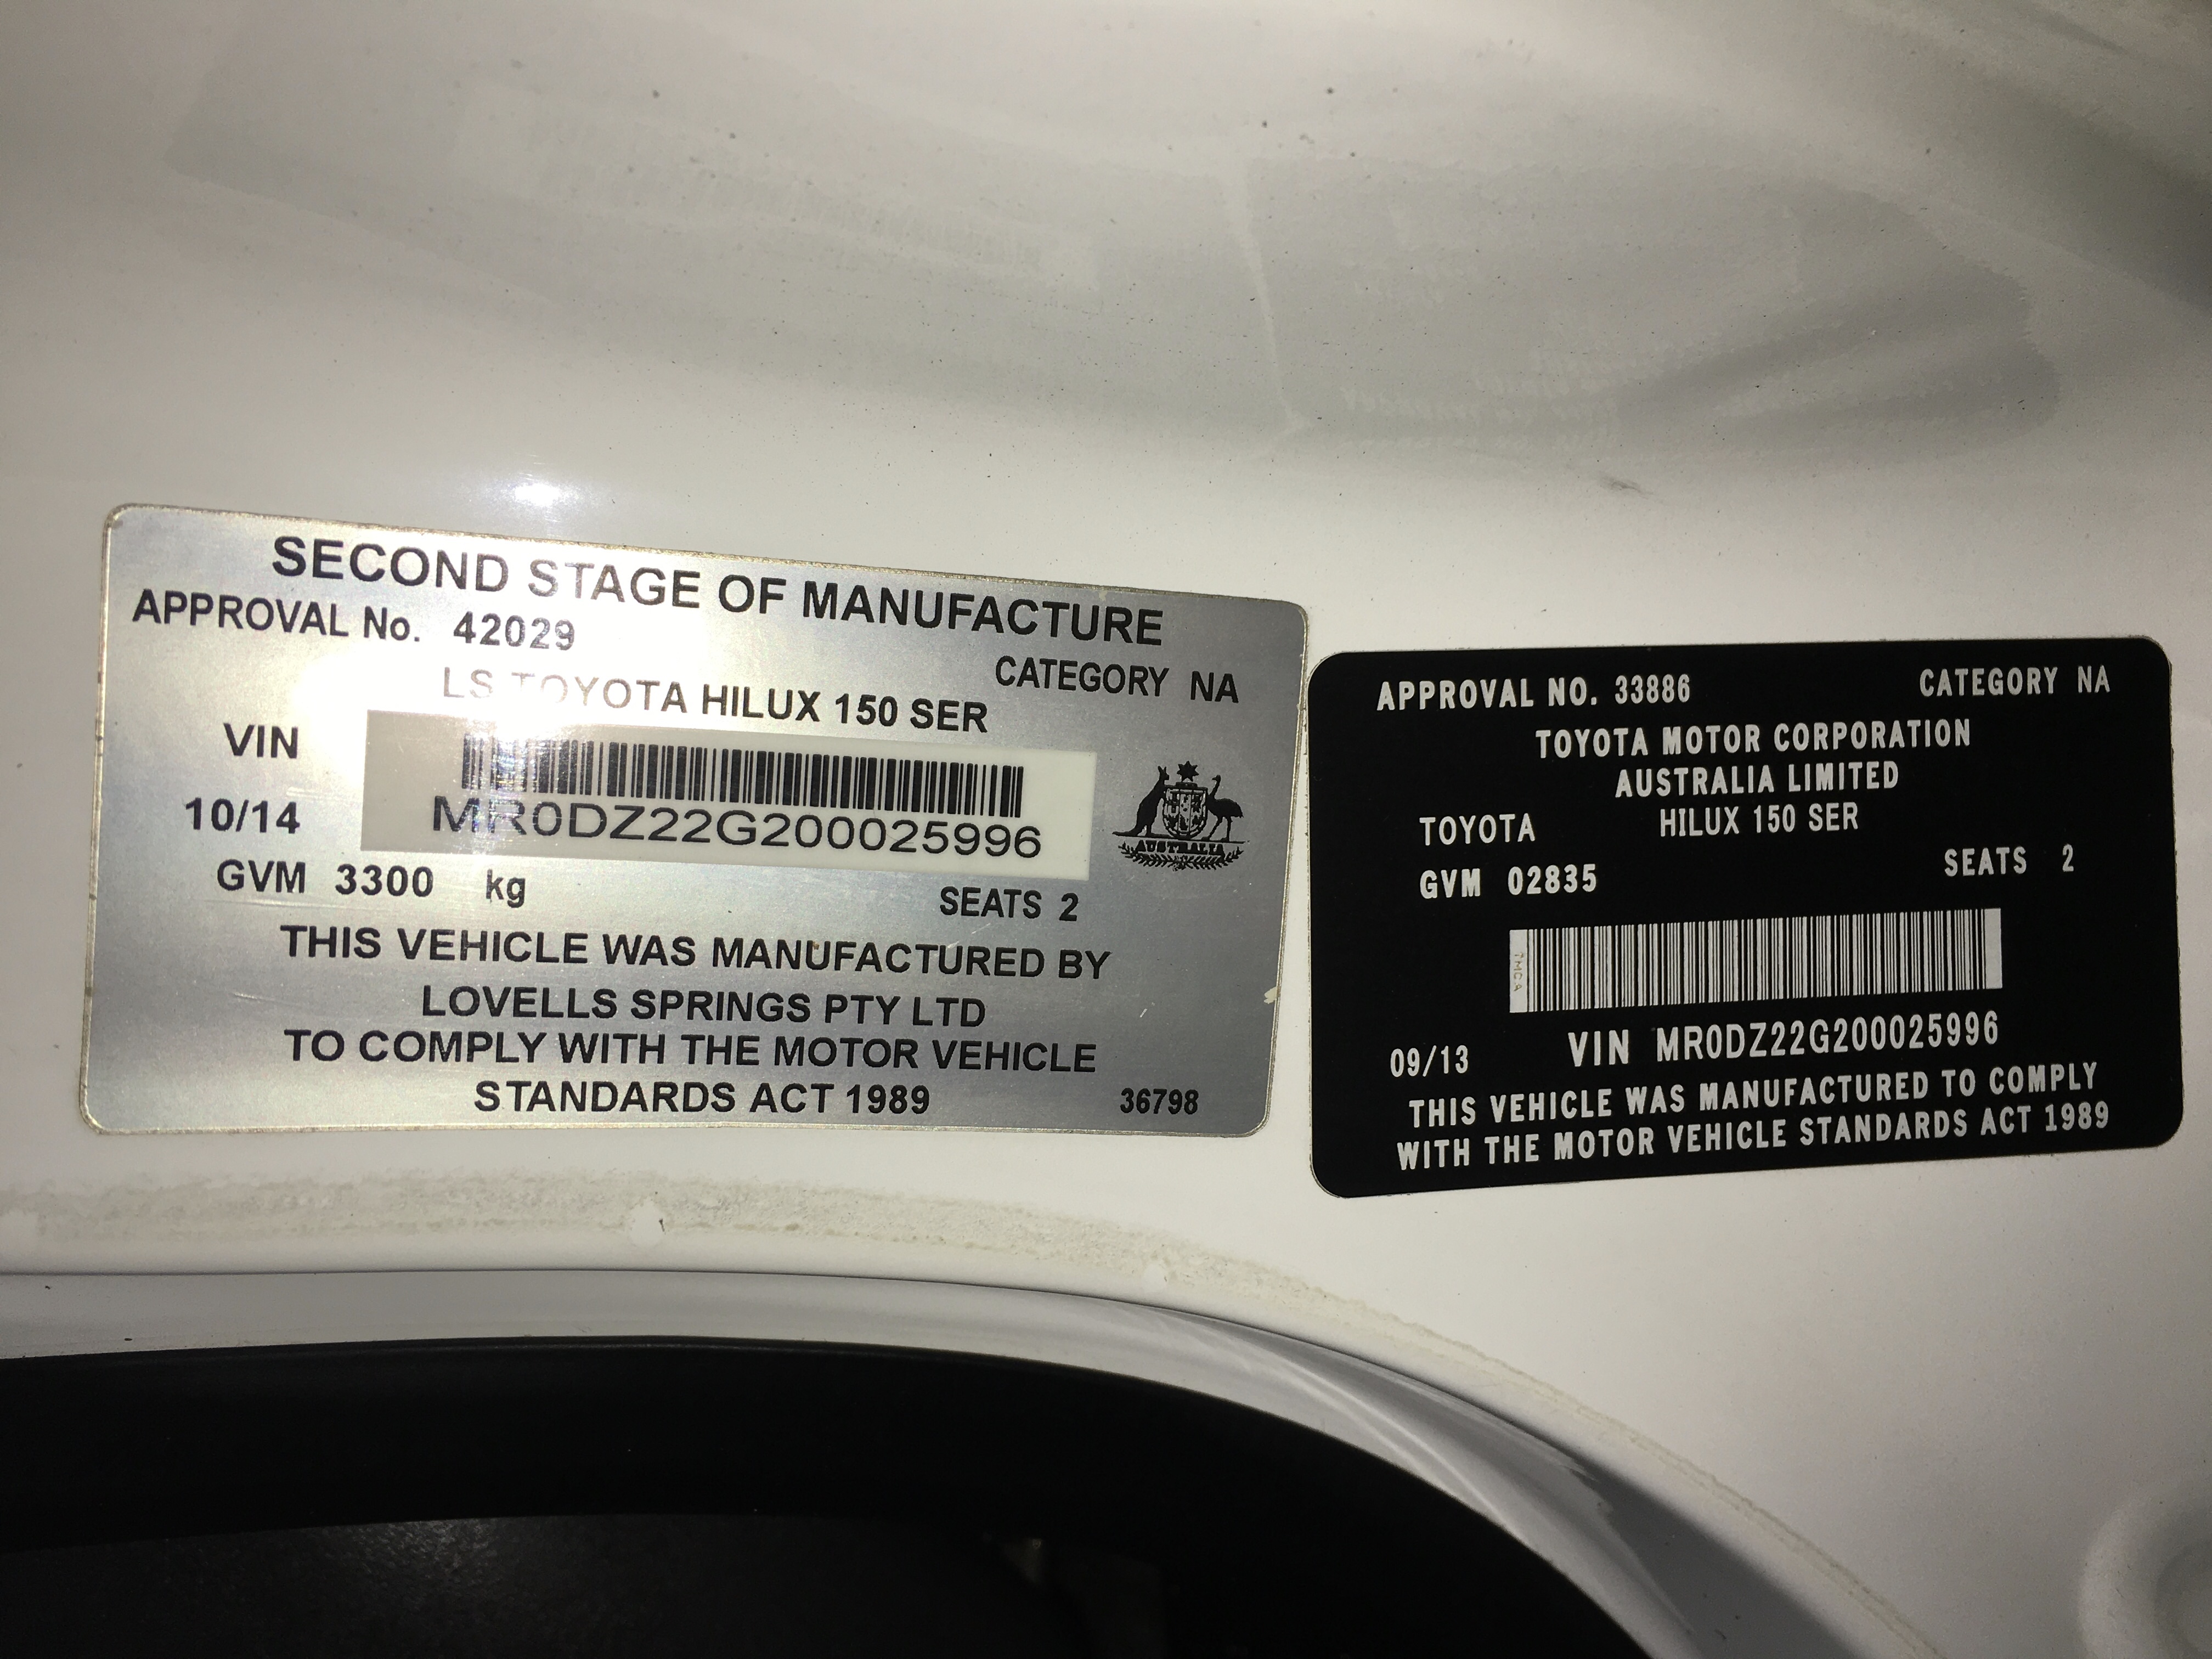 SECOND STAGE OF MANUFACTURE
APPROVAL No. 42029
CATEGORY NA
LS TOYOTA HILUX 150 SER
VIN
MR0DZ22G200025996
10/14
AUSTRALIA
GVM 3300 kg
SEATS 2
THIS VEHICLE WAS MANUFACTURED BY
LOVELLS SPRINGS PTY LTD
TO COMPLY WITH THE MOTOR VEHICLE
STANDARDS ACT 1989
36798
APPROVAL NO. 33886 CATEGORY NA
TOYOTA MOTOR CORPORATION
AUSTRALIA LIMITED
TOYOTA HILUX 150 SER
GVM 02835 SEATS 2
TMCA
09/13 VIN MR0DZ22G200025996
THIS VEHICLE WAS MANUFACTURED TO COMPLY
WITH THE MOTOR VEHICLE STANDARDS ACT 1989